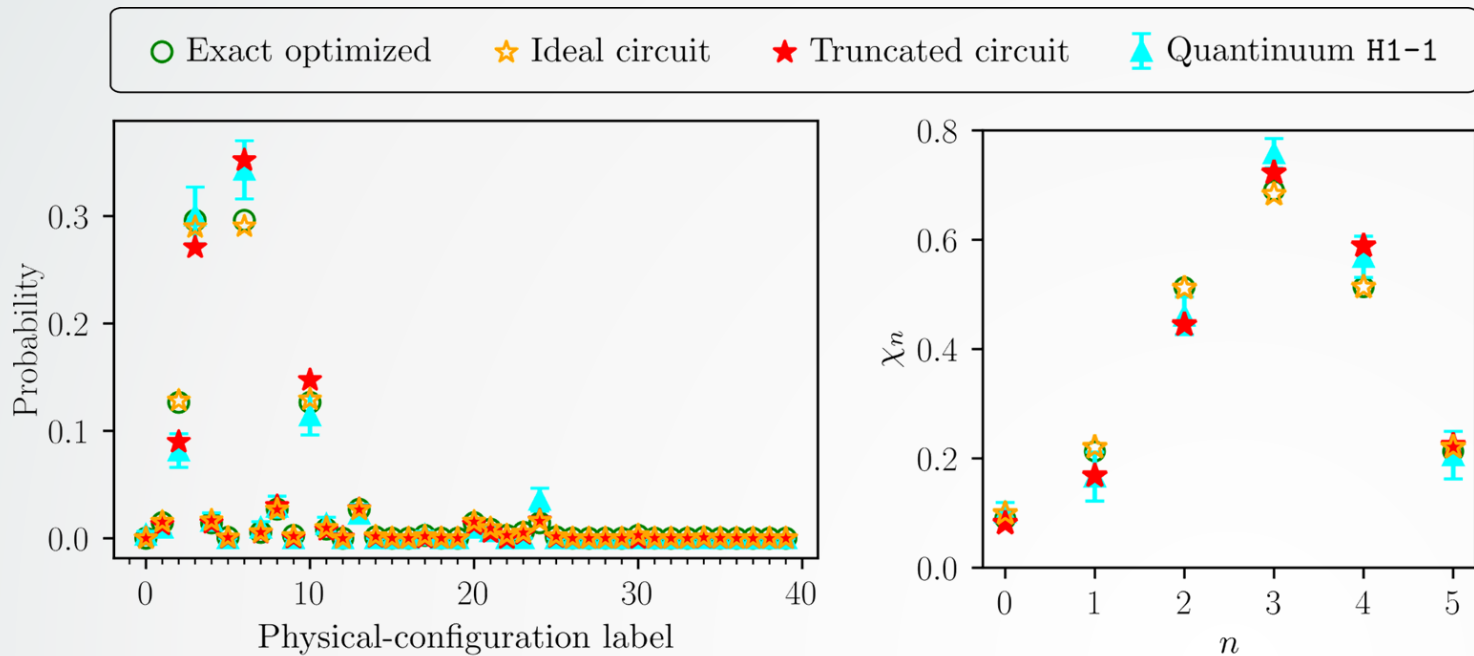 Exact optimized Ideal circuit Truncated circuit Quantinuum H1-1
Probability
0.3
0.2
0.1
0.0
0 10 20 30 40
Physical-configuration label
χn
0.8
0.6
0.4
0.2
0.0
0 1 2 3 4 5
n